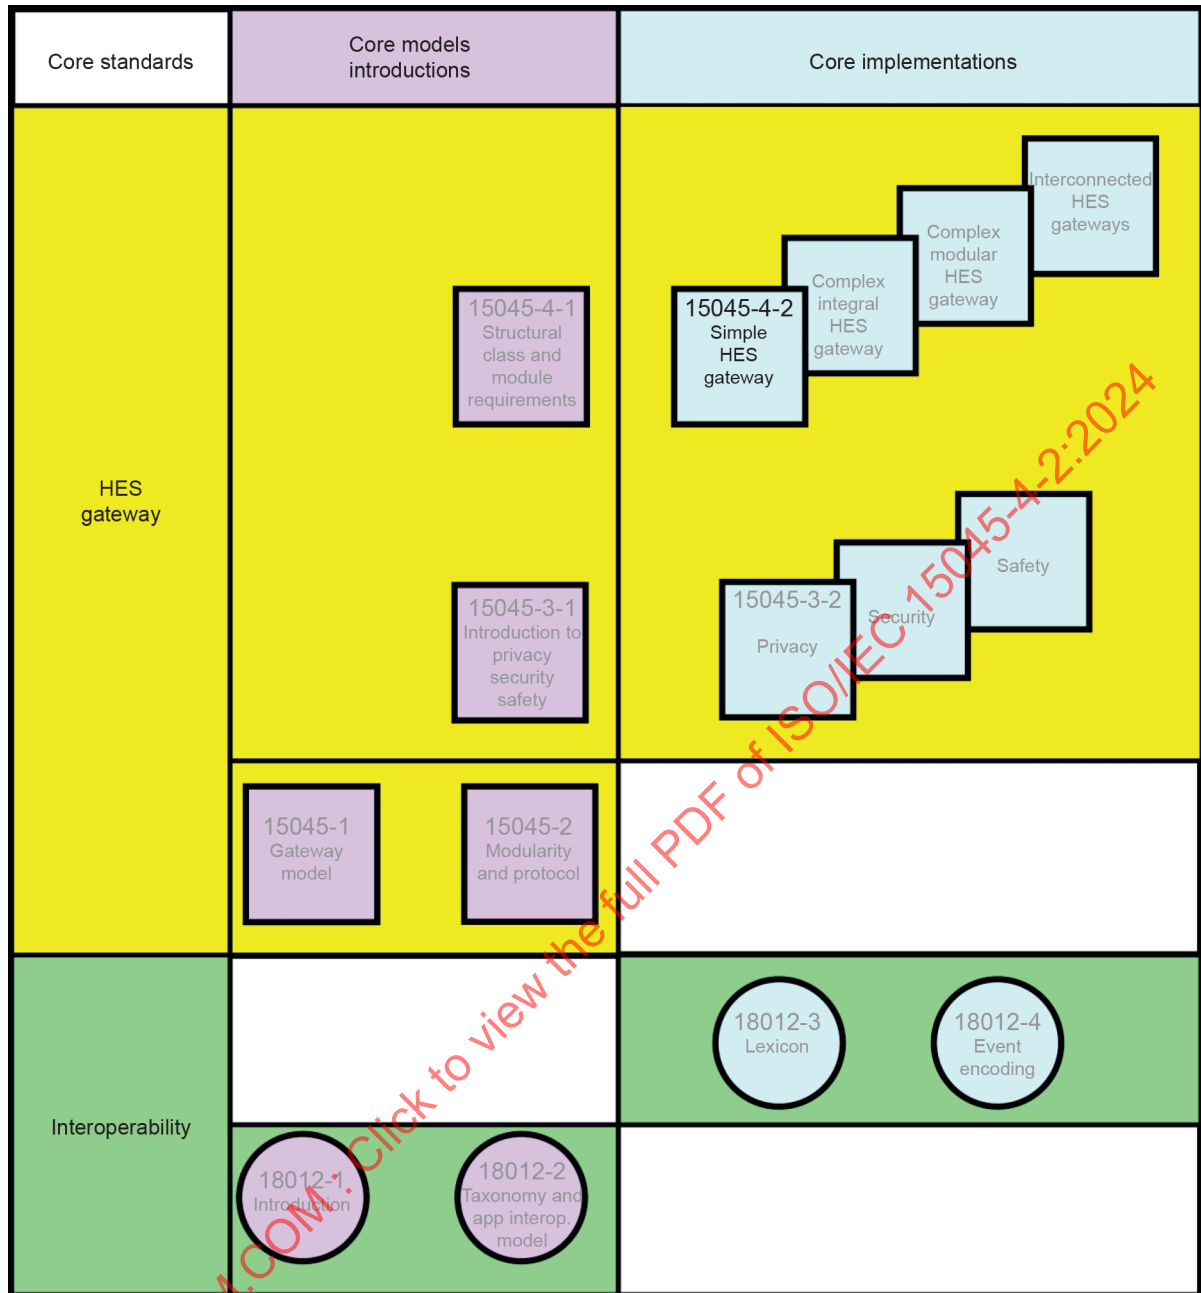 Core standards
Core models
introductions
Core implementations
HES
gateway
15045-4-1
Structural
class and
module
requirements
15045-4-2
Simple
HES
gateway
Complex
integral
HES
gateway
Complex
modular
HES
gateway
Interconnected
HES
gateways
15045-3-1
Introduction to
privacy
security
safety
15045-3-2
Privacy
Security
Safety
15045-1
Gateway
model
15045-2
Modularity
and protocol
Interoperability
18012-3
Lexicon
18012-4
Event
encoding
18012-1
Introduction
18012-2
Taxonomy and
app interop.
model
M.COM : Click to view the full PDF of ISO/IEC 15045-4-2:2024